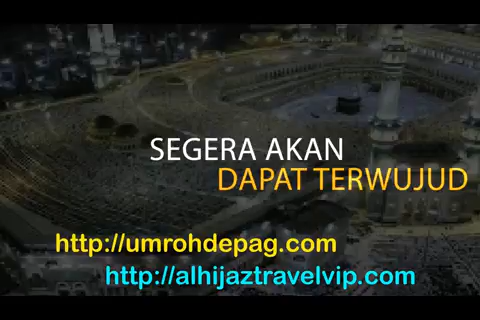 SEGERA AKAN
DAPAT TERWUJUD
http://umrohdepag.com
http://alhijaztravelvip.com